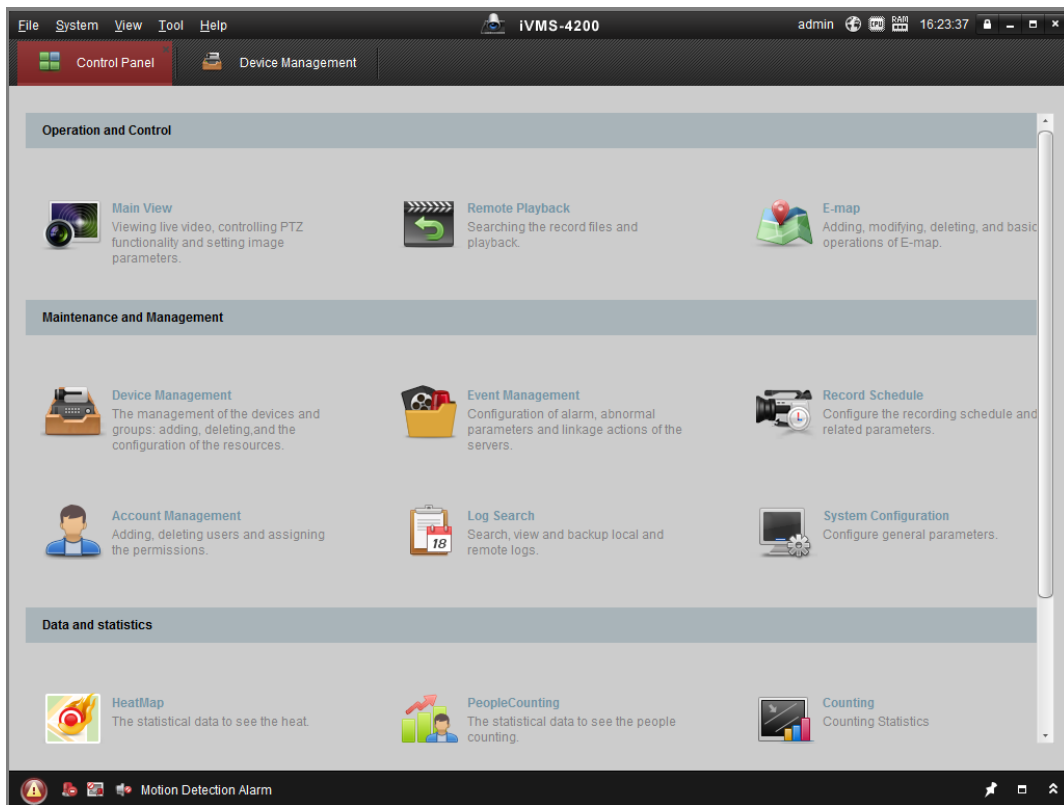 File System View Tool Help iVMS-4200 admin CPU RAM 16:23:37
Control Panel Device Management
Operation and Control
Main View
Viewing live video, controlling PTZ
functionality and setting image
parameters.
Remote Playback
Searching the record files and
playback.
E-map
Adding, modifying, deleting, and basic
operations of E-map.
Maintenance and Management
Device Management
The management of the devices and
groups: adding, deleting,and the
configuration of the resources.
Event Management
Configuration of alarm, abnormal
parameters and linkage actions of the
servers.
Record Schedule
Configure the recording schedule and
related parameters.
Account Management
Adding, deleting users and assigning
the permissions.
18
Log Search
Search, view and backup local and
remote logs.
System Configuration
Configure general parameters.
Data and statistics
HeatMap
The statistical data to see the heat.
PeopleCounting
The statistical data to see the people
counting.
Counting
Counting Statistics
Motion Detection Alarm